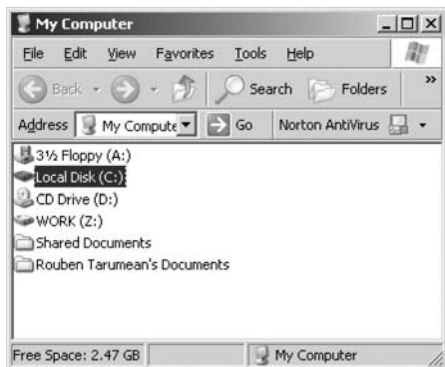 My Computer
File Edit View Favorites Tools Help
Back Search Folders »
Address My Compute Go Norton AntiVirus
3½ Floppy (A:)
Local Disk (C:)
CD Drive (D:)
WORK (Z:)
Shared Documents
Rouben Tarumean's Documents
Free Space: 2.47 GB My Computer